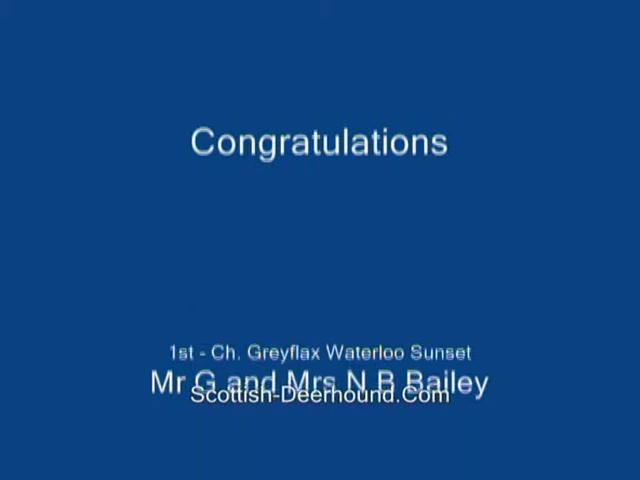 Congratulations
1st - Ch. Greyflax Waterloo Sunset
Mr G and Mrs N B Bailey
Scottish-Deerhound.Com